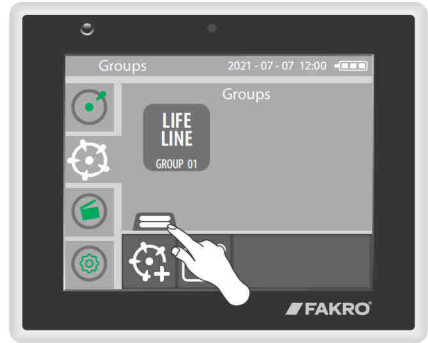 Groups 2021 - 07 - 07 12:00
Groups
LIFE
LINE
GROUP 01
FAKRO